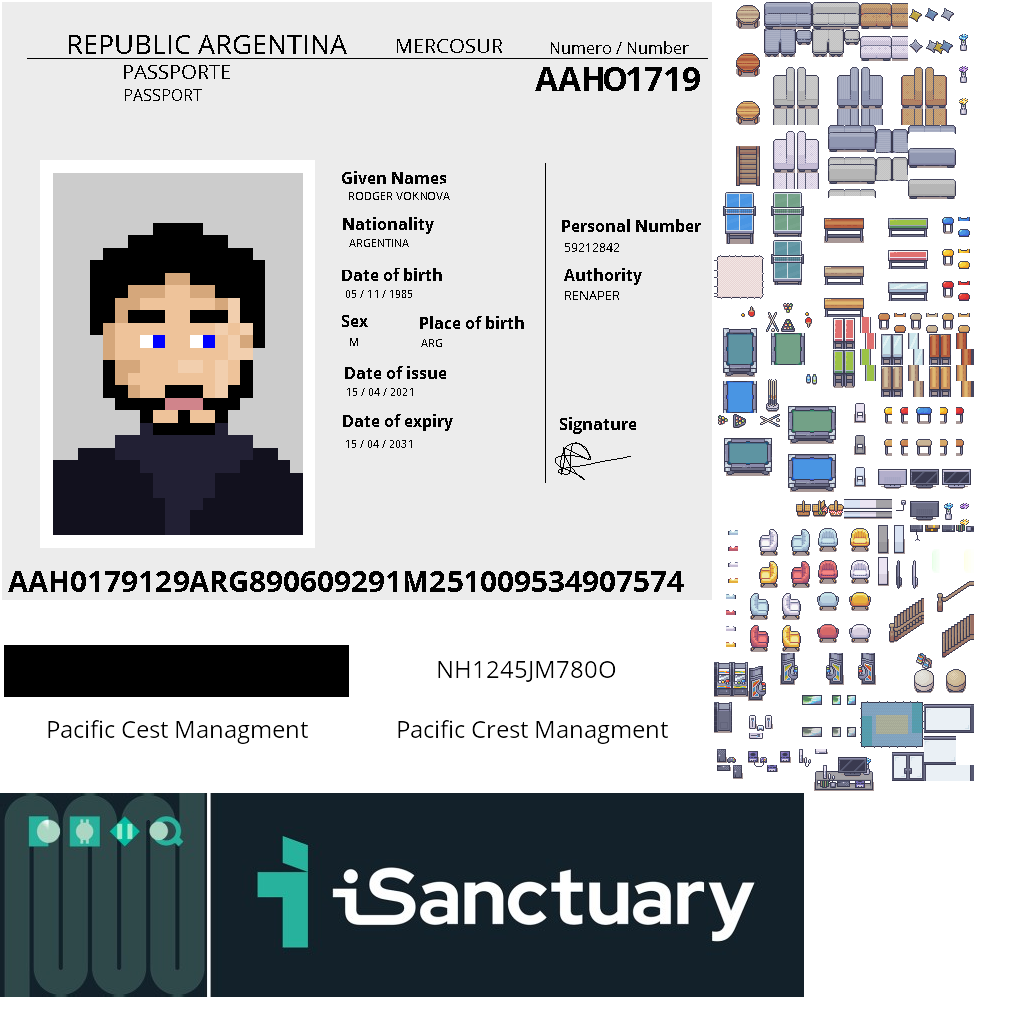 REPUBLIC ARGENTINA
MERCOSUR
Numero / Number
PASSPORTE
AAHO1719
PASSPORT
Given Names
RODGER VOKNOVA
Nationality
ARGENTINA
Personal Number
59212842
Date of birth
05 / 11 / 1985
Authority
RENAPER
Sex
Place of birth
M
ARG
Date of issue
15 / 04 / 2021
Date of expiry
15 / 04 / 2031
Signature
AAH0179129ARG890609291M251009534907574
NH1245JM780O
Pacific Cest Managment
Pacific Crest Managment
iSanctuary